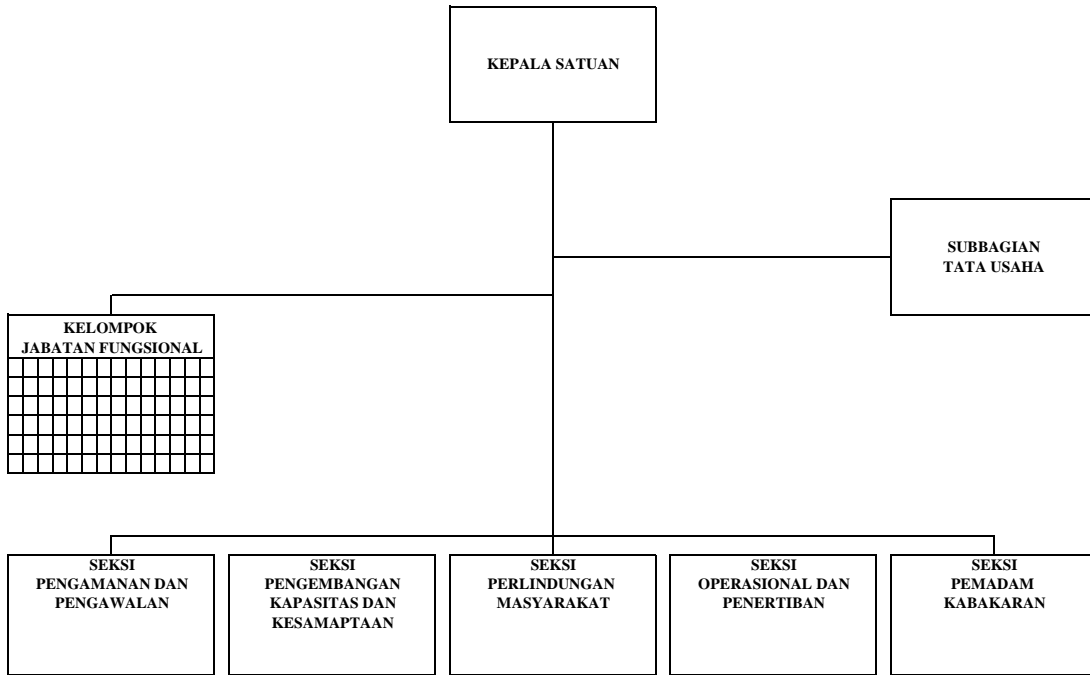 KEPALA SATUAN
SUBBAGIAN
TATA USAHA
KELOMPOK
JABATAN FUNGSIONAL
SEKSI
PENGAMANAN DAN
PENGAWALAN
SEKSI
PENGEMBANGAN
KAPASITAS DAN
KESAMAPTAAN
SEKSI
PERLINDUNGAN
MASYARAKAT
SEKSI
OPERASIONAL DAN
PENERTIBAN
SEKSI
PEMADAM
KABAKARAN